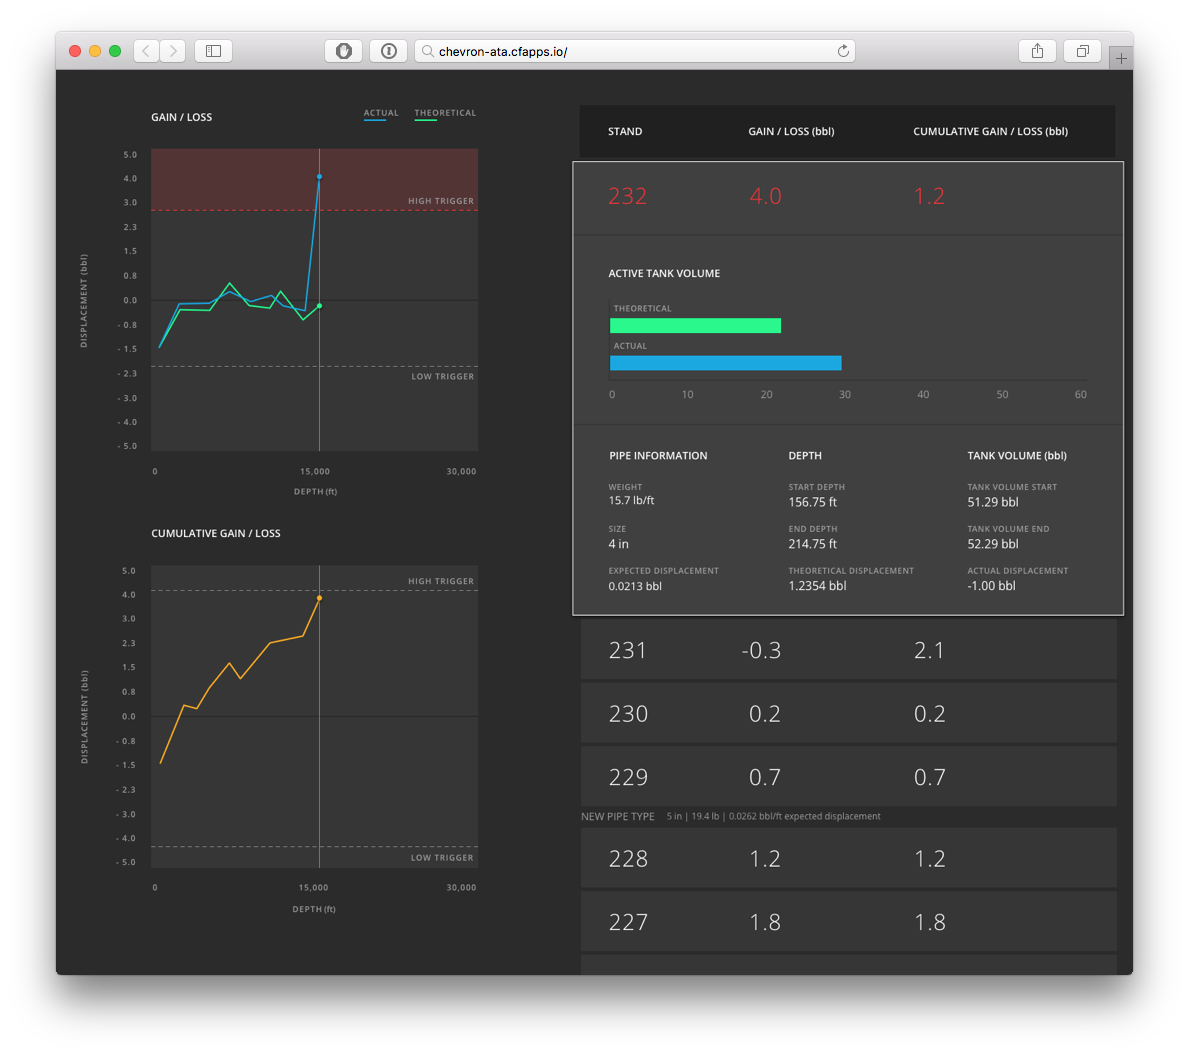 chevron-ata.cfapps.io/
GAIN / LOSS
ACTUAL THEORETICAL
5.0
4.0
3.0
2.3
1.5
0.8
0.0
- 0.8
- 1.5
- 2.3
- 3.0
- 4.0
- 5.0
DISPLACEMENT (bbl)
HIGH TRIGGER
LOW TRIGGER
0 15,000 30,000
DEPTH (ft)
CUMULATIVE GAIN / LOSS
5.0
4.0
3.0
2.3
1.5
0.8
0.0
- 0.8
- 1.5
- 2.3
- 3.0
- 4.0
- 5.0
DISPLACEMENT (bbl)
HIGH TRIGGER
LOW TRIGGER
0 15,000 30,000
DEPTH (ft)
STAND GAIN / LOSS (bbl) CUMULATIVE GAIN / LOSS (bbl)
232 4.0 1.2
ACTIVE TANK VOLUME
THEORETICAL
ACTUAL
0 10 20 30 40 50 60
PIPE INFORMATION DEPTH TANK VOLUME (bbl)
WEIGHT START DEPTH TANK VOLUME START
15.7 lb/ft 156.75 ft 51.29 bbl
SIZE END DEPTH TANK VOLUME END
4 in 214.75 ft 52.29 bbl
EXPECTED DISPLACEMENT THEORETICAL DISPLACEMENT ACTUAL DISPLACEMENT
0.0213 bbl 1.2354 bbl -1.00 bbl
231 -0.3 2.1
230 0.2 0.2
229 0.7 0.7
NEW PIPE TYPE 5 in | 19.4 lb | 0.0262 bbl/ft expected displacement
228 1.2 1.2
227 1.8 1.8